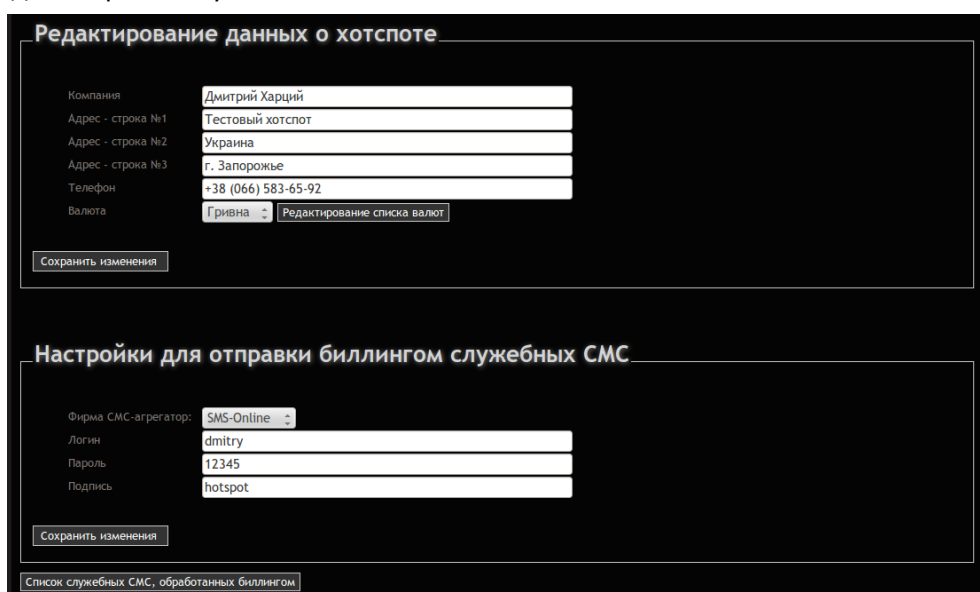 Редактирование данных о хотспоте
Компания Дмитрий Харций
Адрес - строка №1 Тестовый хотспот
Адрес - строка №2 Украина
Адрес - строка №3 г. Запорожье
Телефон +38 (066) 583-65-92
Валюта Гривна Редактирование списка валют
Сохранить изменения
Настройки для отправки биллингом служебных СМС
Фирма СМС-агрегатор: SMS-Online
Логин dmitry
Пароль 12345
Подпись hotspot
Сохранить изменения
Список служебных СМС, обработанных биллингом